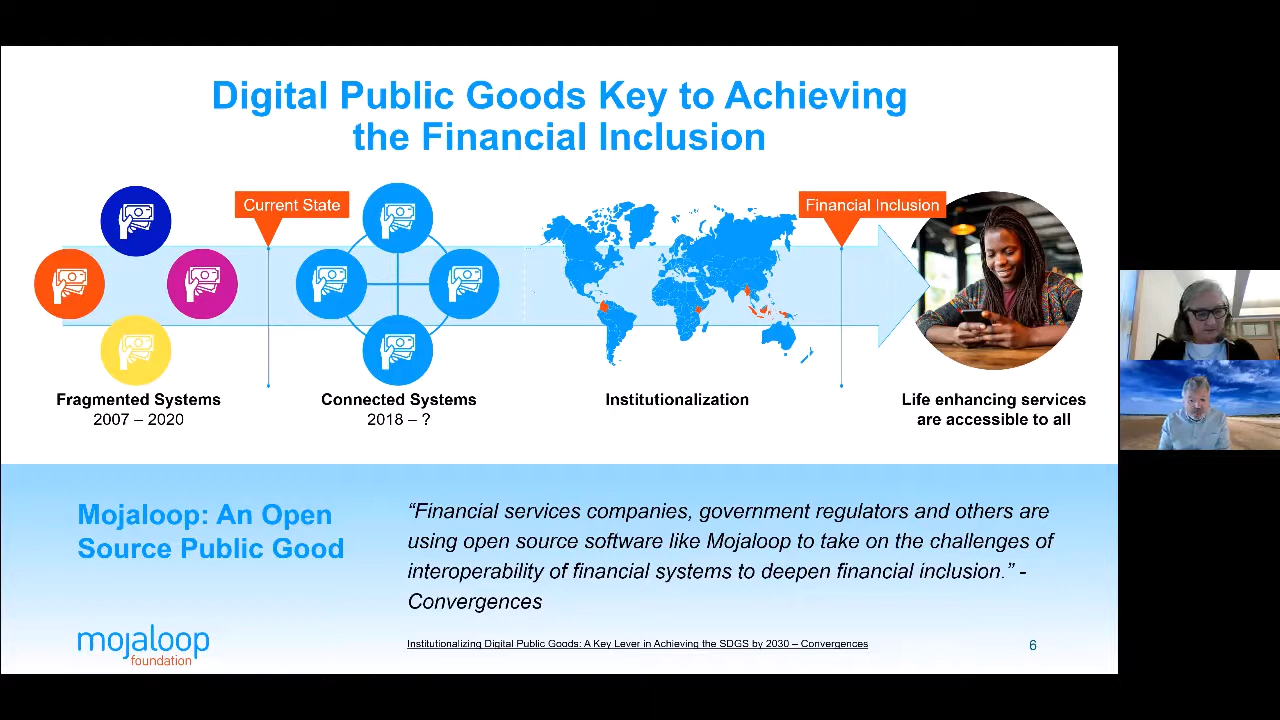 Digital Public Goods Key to Achieving
the Financial Inclusion
Current State
Financial Inclusion
Fragmented Systems
2007 – 2020
Connected Systems
2018 – ?
Institutionalization
Life enhancing services
are accessible to all
Mojaloop: An Open
Source Public Good
“Financial services companies, government regulators and others are
using open source software like Mojaloop to take on the challenges of
interoperability of financial systems to deepen financial inclusion.” -
Convergences
mojaloop
foundation
Institutionalizing Digital Public Goods: A Key Lever in Achieving the SDGS by 2030 – Convergences
6